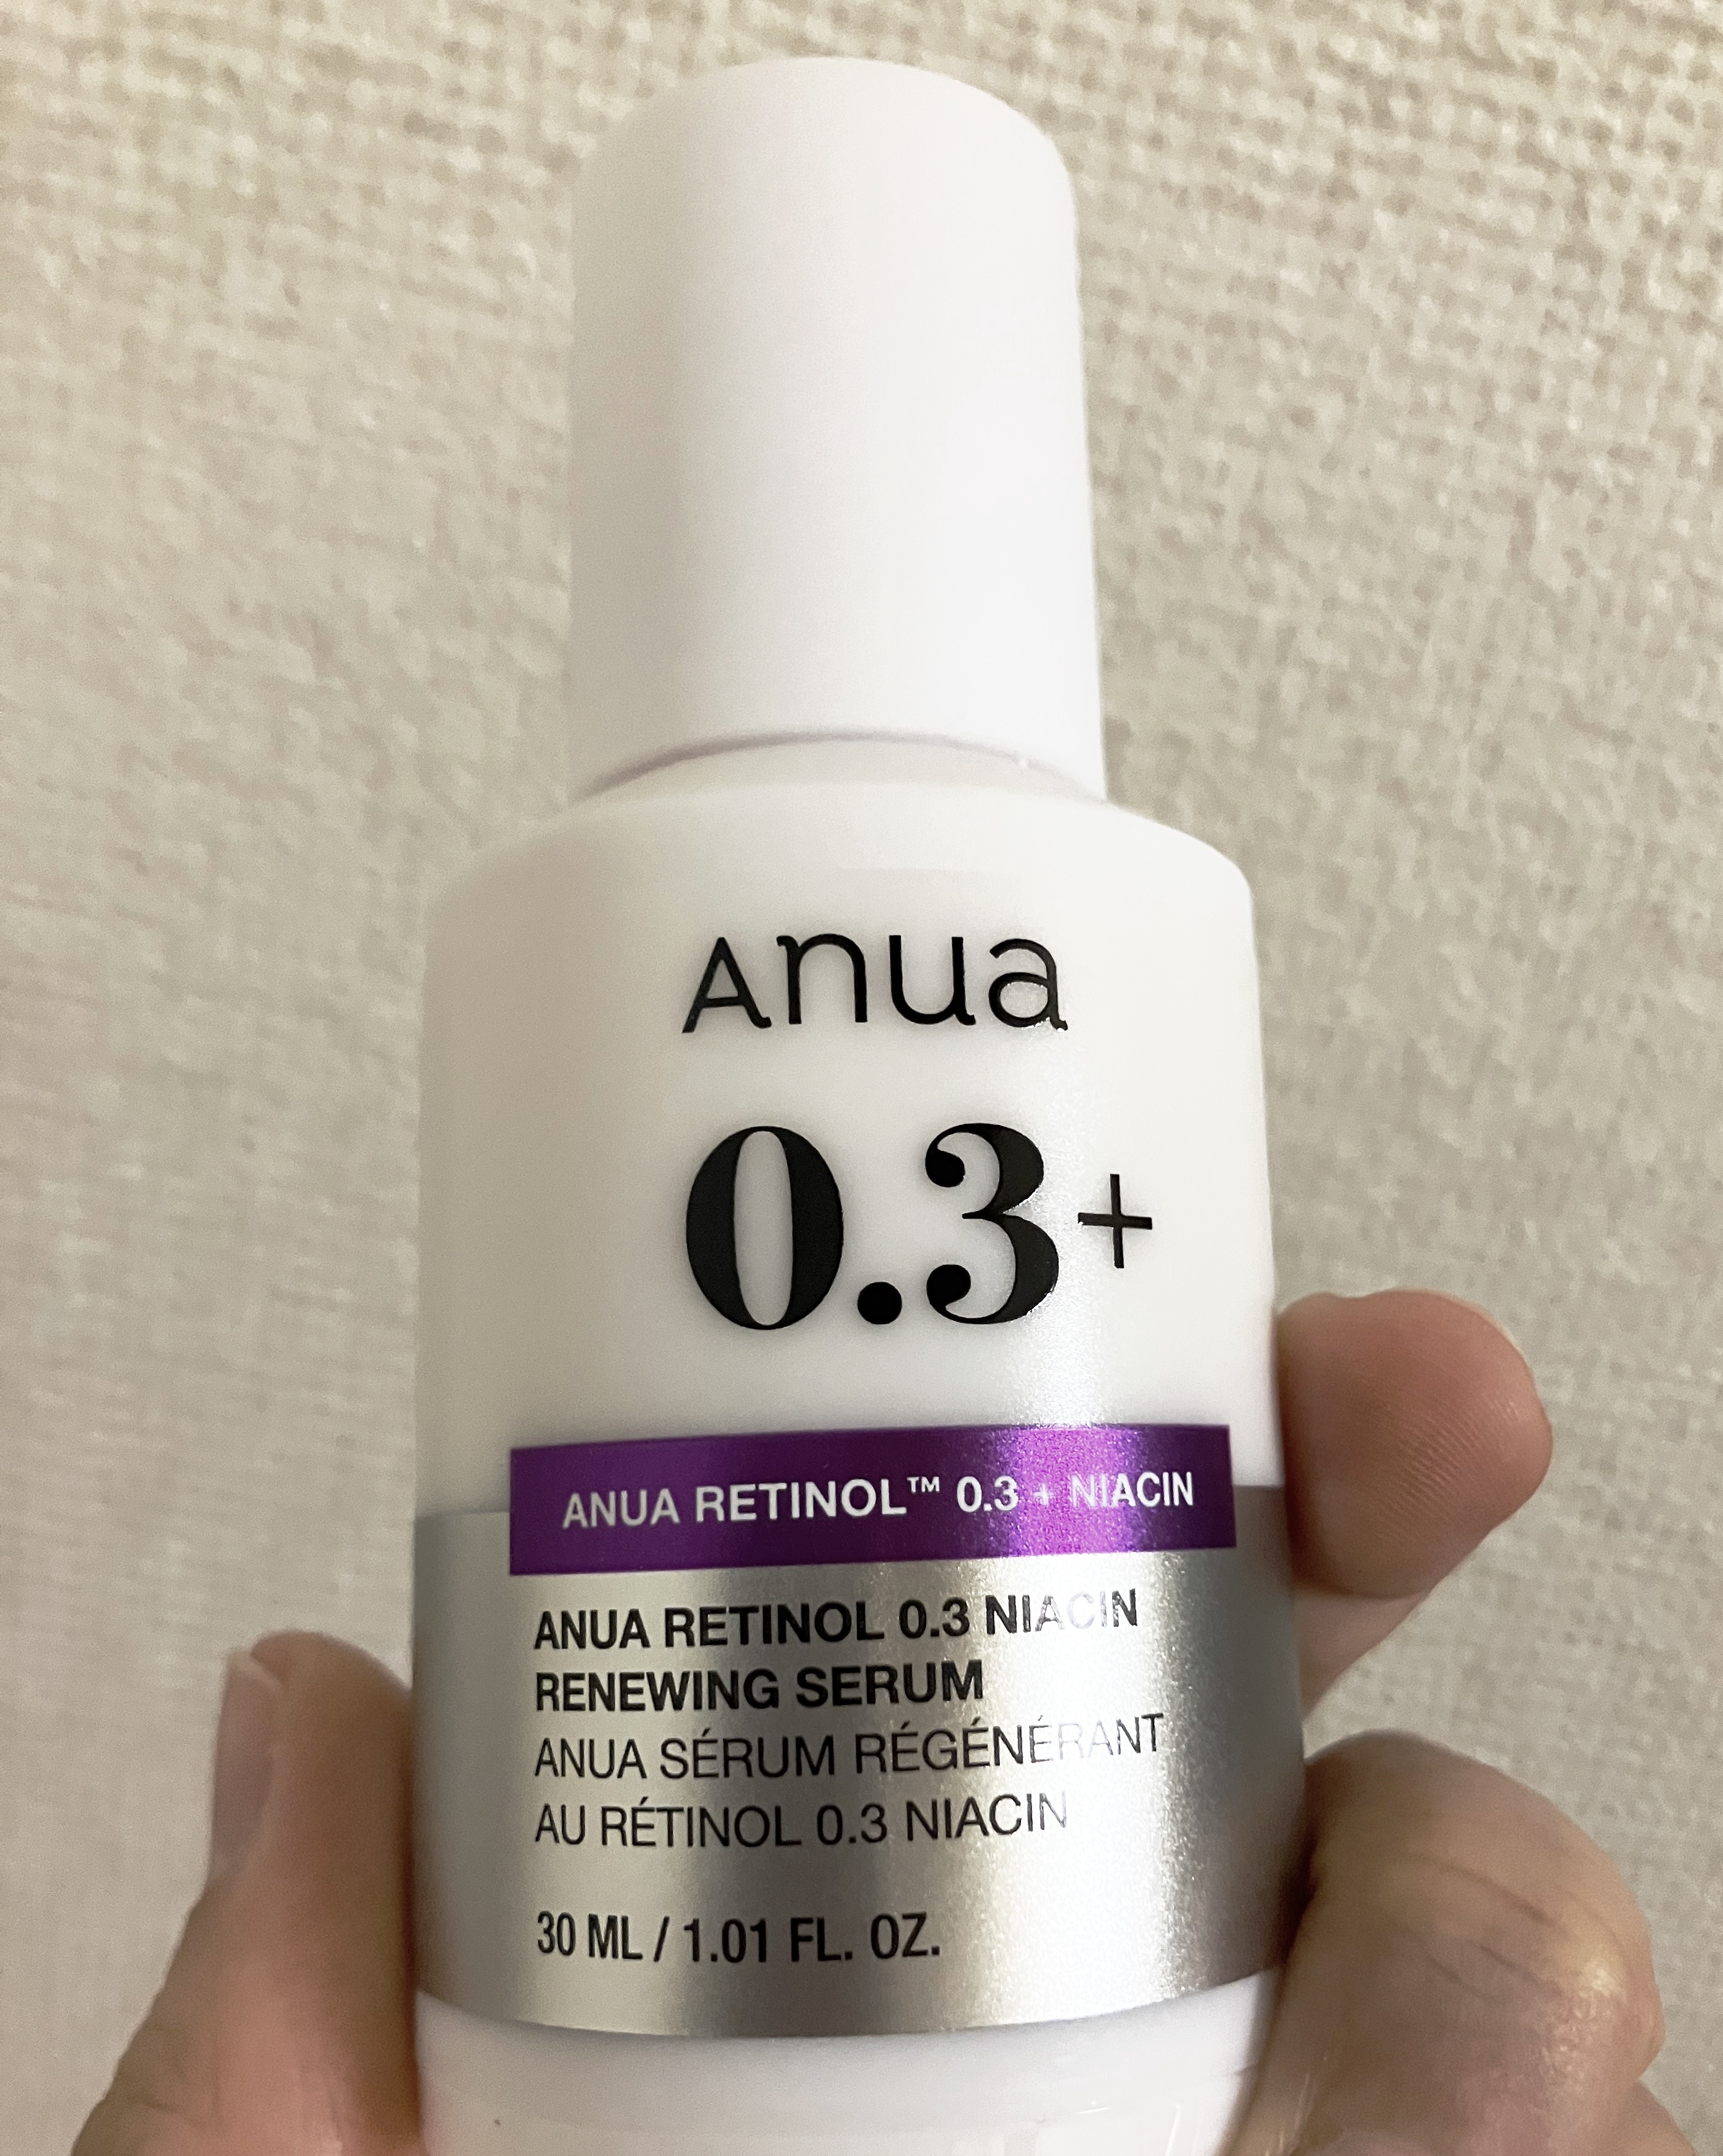 Anua
0.3+
ANUA RETINOL™ 0.3 + NIACIN
ANUA RETINOL 0.3 NIACIN
RENEWING SERUM
ANUA SÉRUM RÉGÉNÉRANT
AU RÉTINOL 0.3 NIACIN
30 ML / 1.01 FL. OZ.